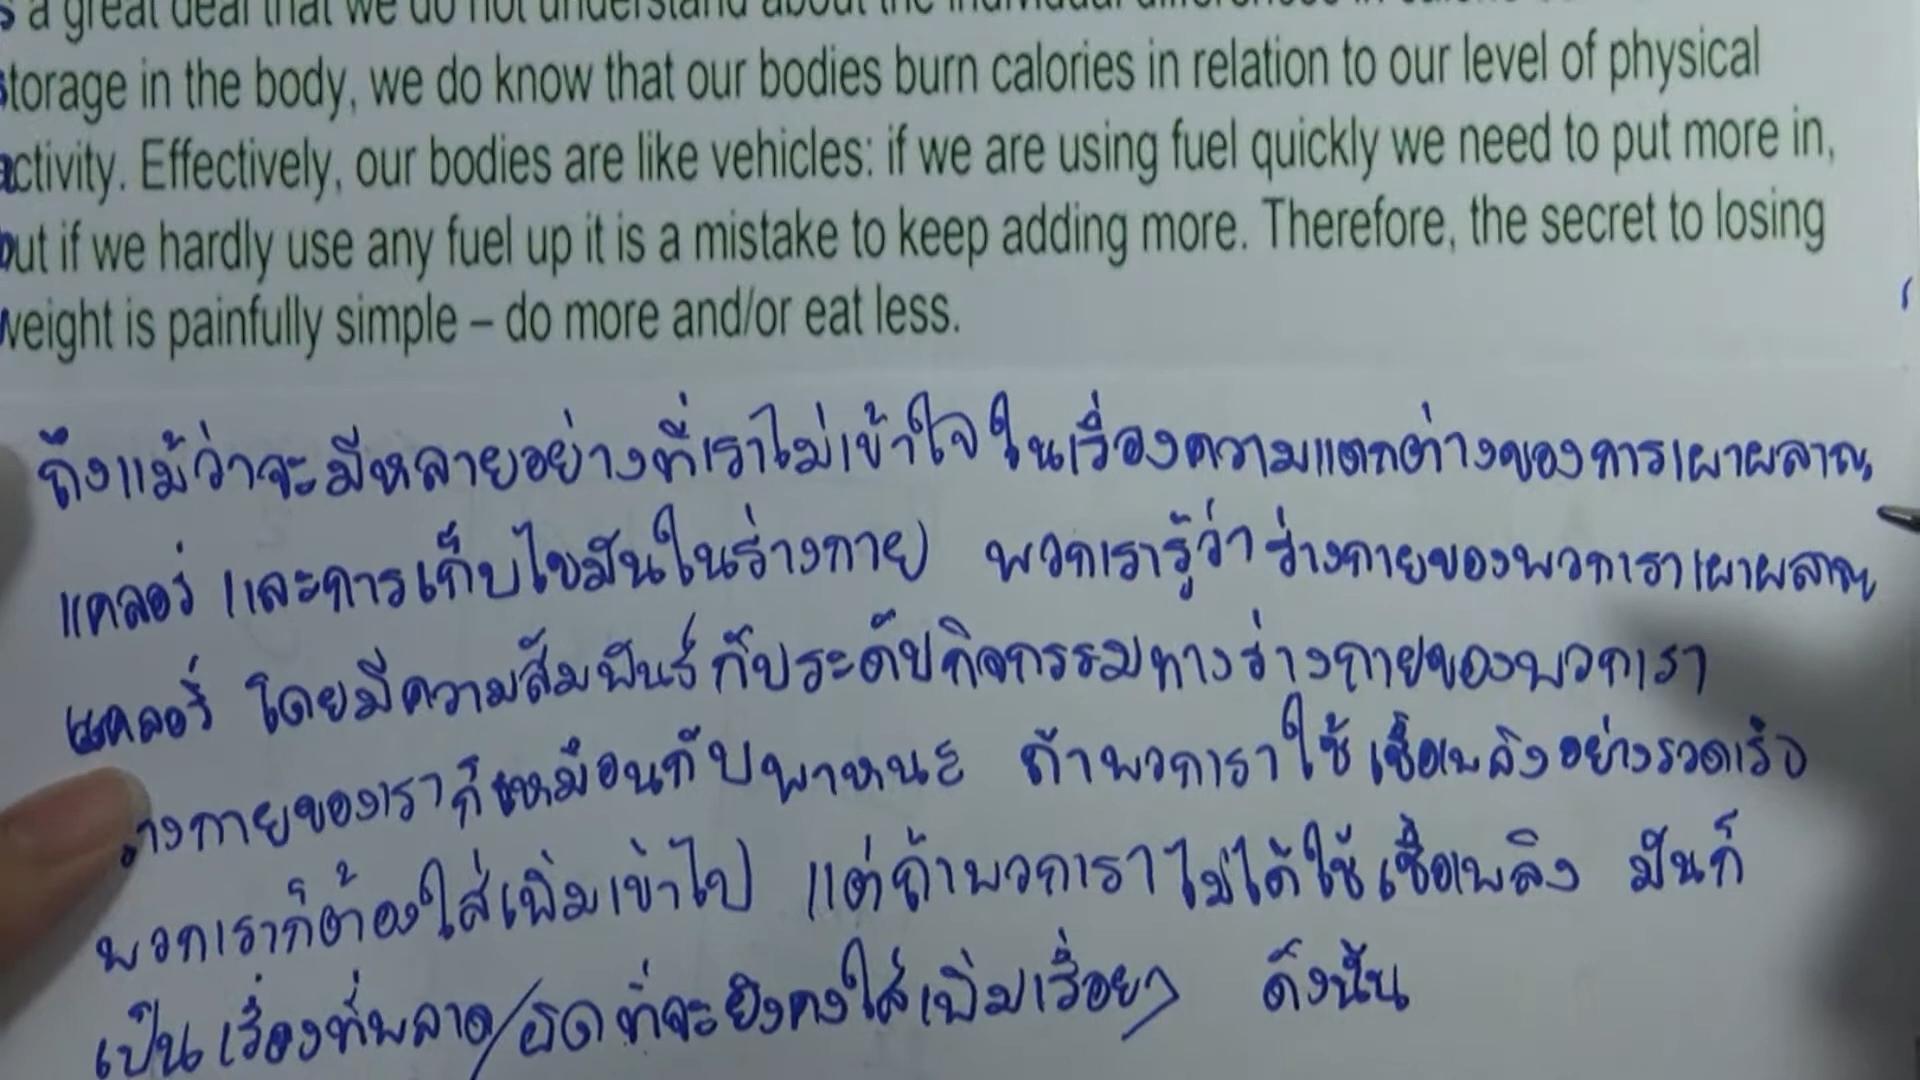 a great deal that we do not understand about the individual differences in calorie
storage in the body, we do know that our bodies burn calories in relation to our level of physical
activity. Effectively, our bodies are like vehicles: if we are using fuel quickly we need to put more in,
but if we hardly use any fuel up it is a mistake to keep adding more. Therefore, the secret to losing
weight is painfully simple – do more and/or eat less.
ถึงแม้ว่าจะมีหลายอย่างที่เราไม่เข้าใจ ในเรื่องความแตกต่างของการเผาผลาญ
แคลอรี่ และการเก็บไขมันในร่างกาย พวกเรารู้ว่า ร่างกายของพวกเราเผาผลาญ
แคลอรี่ โดยมีความสัมพันธ์กับระดับกิจกรรมทางร่างกายของพวกเรา
ร่างกายของเราก็เหมือนกับพาหนะ ถ้าพวกเราใช้เชื้อเพลิงอย่างรวดเร็ว
พวกเราก็ต้องใส่เพิ่มเข้าไป แต่ถ้าพวกเราไม่ได้ใช้เชื้อเพลิง มันก็
เป็นเรื่องที่พลาด/ผิด ที่จะยังคงใส่เพิ่มเรื่อยๆ ดังนั้น